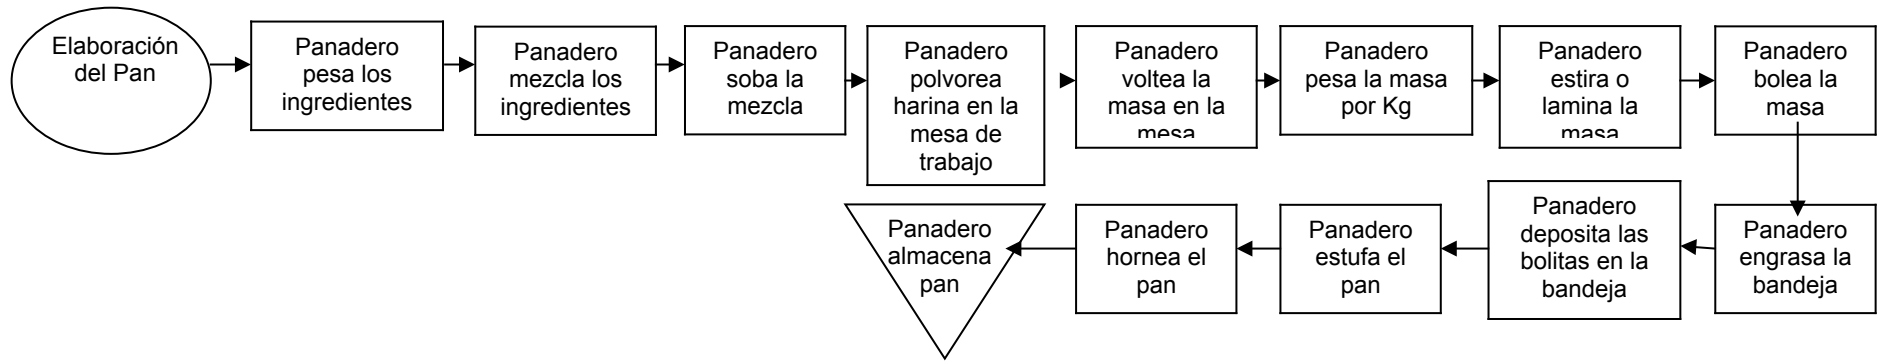 Elaboración
del Pan
Panadero
pesa los
ingredientes
Panadero
mezcla los
ingredientes
Panadero
soba la
mezcla
Panadero
polvorea
harina en la
mesa de
trabajo
Panadero
voltea la
masa en la
mesa
Panadero
pesa la masa
por Kg
Panadero
estira o
lamina la
masa
Panadero
bolea la
masa
Panadero
engrasa la
bandeja
Panadero
deposita las
bolitas en la
bandeja
Panadero
estufa el
pan
Panadero
hornea el
pan
Panadero
almacena
pan